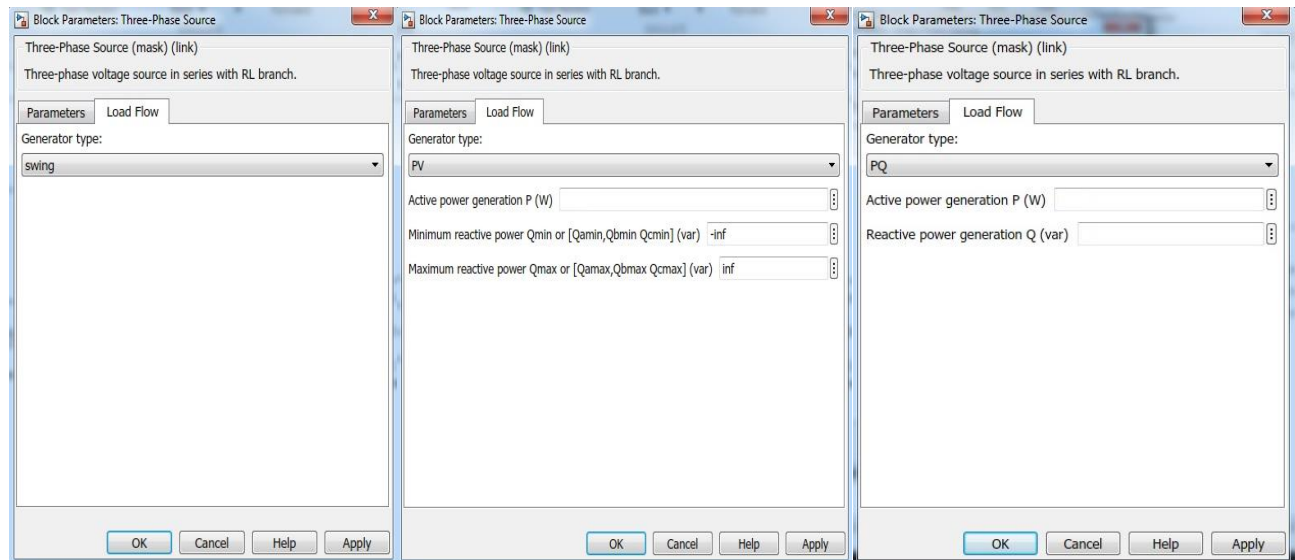 Block Parameters: Three-Phase Source
X
Three-Phase Source (mask) (link)
Three-phase voltage source in series with RL branch.
Parameters Load Flow
Generator type:
swing
OK Cancel Help Apply
Block Parameters: Three-Phase Source
X
Three-Phase Source (mask) (link)
Three-phase voltage source in series with RL branch.
Parameters Load Flow
Generator type:
PV
Active power generation P (W)
Minimum reactive power Qmin or [Qamin,Qbmin Qcmin] (var) -inf
Maximum reactive power Qmax or [Qamax,Qbmax Qcmax] (var) inf
OK Cancel Help Apply
Block Parameters: Three-Phase Source
X
Three-Phase Source (mask) (link)
Three-phase voltage source in series with RL branch.
Parameters Load Flow
Generator type:
PQ
Active power generation P (W)
Reactive power generation Q (var)
OK Cancel Help Apply